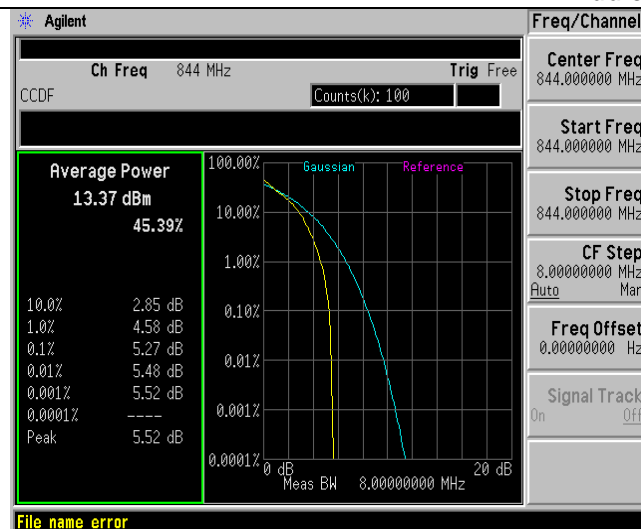 Agilent
Freq/Channel
Ch Freq 844 MHz Trig Free
CCDF Counts(k): 100
Center Freq
844.000000 MHz
Start Freq
844.000000 MHz
Stop Freq
844.000000 MHz
CF Step
8.00000000 MHz
Auto Man
Freq Offset
0.00000000 Hz
Signal Track
On Off
Average Power
13.37 dBm
45.39%
10.0% 2.85 dB
1.0% 4.58 dB
0.1% 5.27 dB
0.01% 5.48 dB
0.001% 5.52 dB
0.0001% ----
Peak 5.52 dB
Gaussian Reference
100.00%
10.00%
1.00%
0.10%
0.01%
0.001%
0.0001%
0 dB 20 dB
Meas BW 8.00000000 MHz
File name error